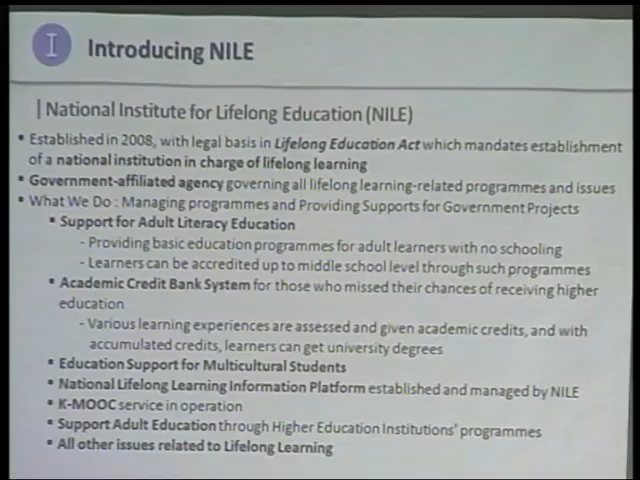 I Introducing NILE
| National Institute for Lifelong Education (NILE)
▪ Established in 2008, with legal basis in Lifelong Education Act which mandates establishment
of a national institution in charge of lifelong learning
▪ Government-affiliated agency governing all lifelong learning-related programmes and issues
▪ What We Do : Managing programmes and Providing Supports for Government Projects
▪ Support for Adult Literacy Education
- Providing basic education programmes for adult learners with no schooling
- Learners can be accredited up to middle school level through such programmes
▪ Academic Credit Bank System for those who missed their chances of receiving higher
education
- Various learning experiences are assessed and given academic credits, and with
accumulated credits, learners can get university degrees
▪ Education Support for Multicultural Students
▪ National Lifelong Learning Information Platform established and managed by NILE
▪ K-MOOC service in operation
▪ Support Adult Education through Higher Education Institutions' programmes
▪ All other issues related to Lifelong Learning